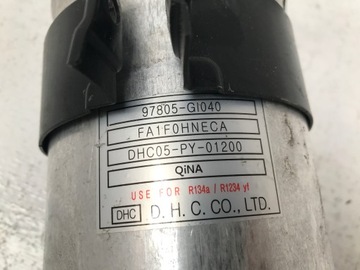 97805-GI040
FA1F0HNECA
DHC05-PY-01200
QiNA
USE FOR R134a / R1234 yf
DHC D. H. C. CO., LTD.